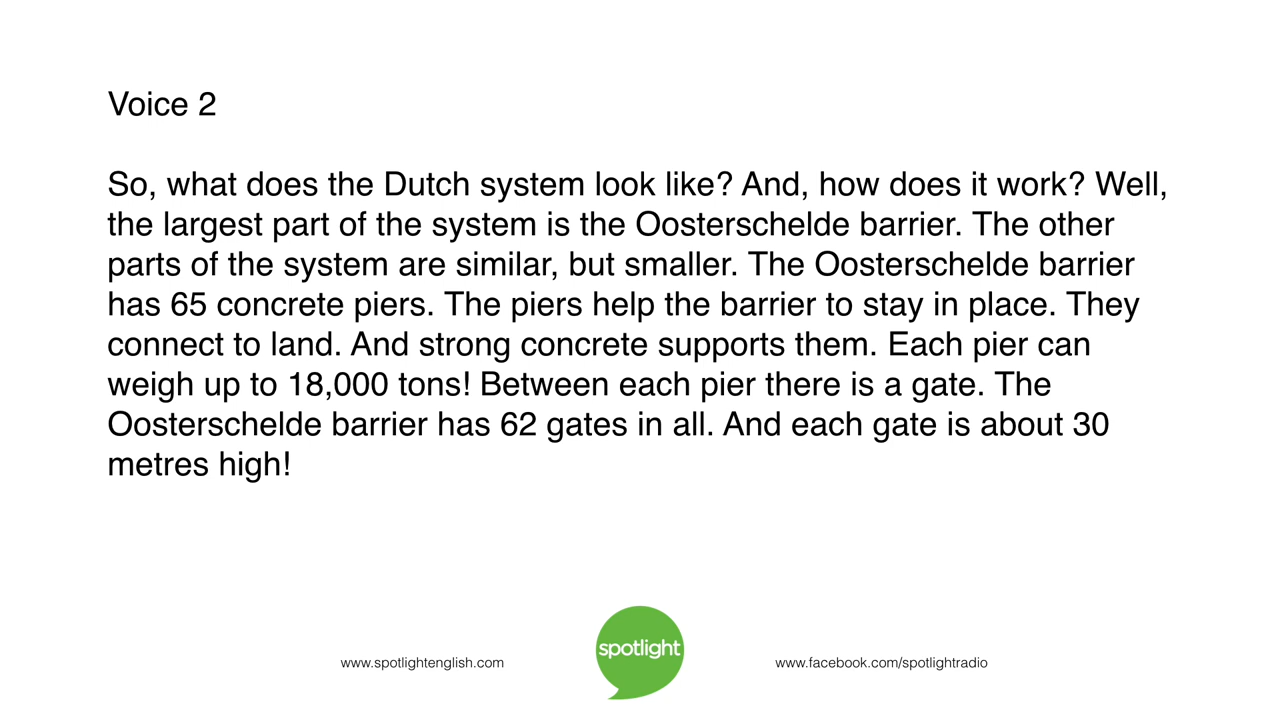 Voice 2
So, what does the Dutch system look like? And, how does it work? Well,
the largest part of the system is the Oosterschelde barrier. The other
parts of the system are similar, but smaller. The Oosterschelde barrier
has 65 concrete piers. The piers help the barrier to stay in place. They
connect to land. And strong concrete supports them. Each pier can
weigh up to 18,000 tons! Between each pier there is a gate. The
Oosterschelde barrier has 62 gates in all. And each gate is about 30
metres high!
www.spotlightenglish.com
spotlight
www.facebook.com/spotlightradio